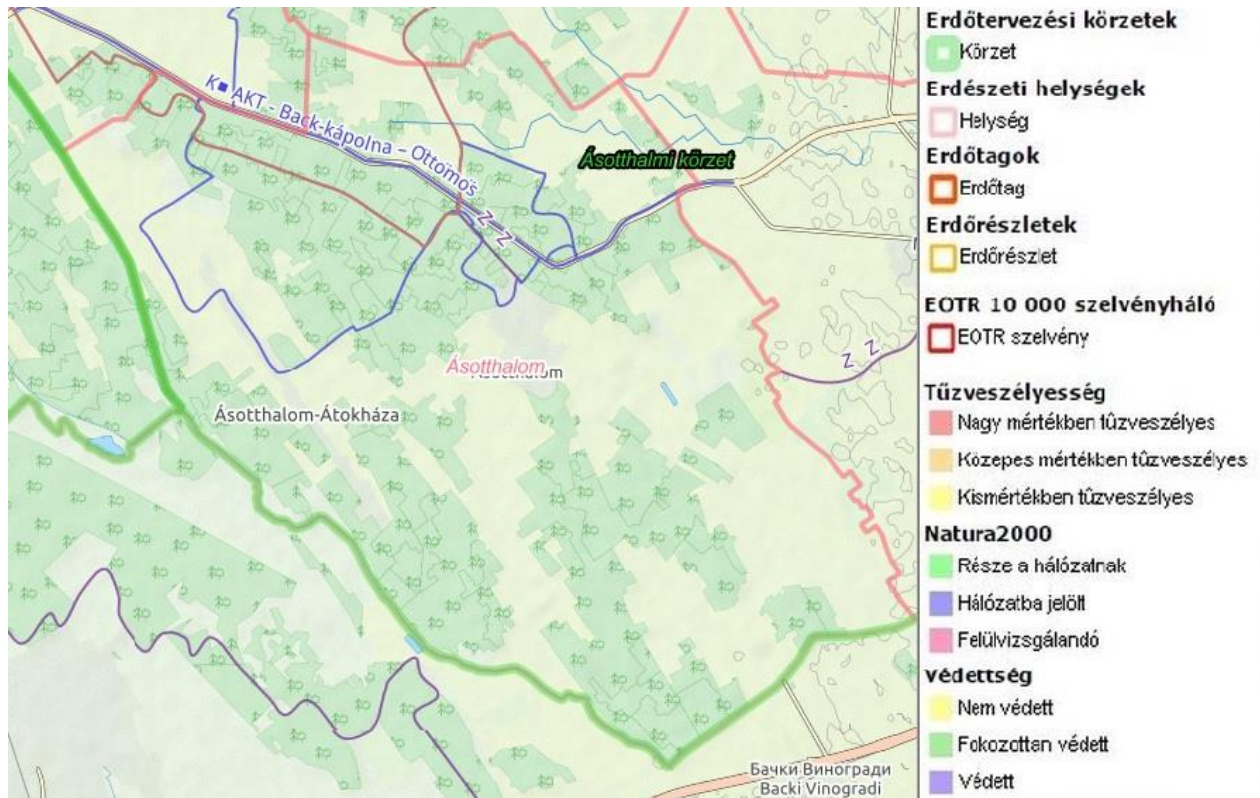 K AKT - Back-kápolna – Ottömös
Z Z
Ásotthalmi körzet
Z Z
Ásotthalom
Ásotthalom
Ásotthalom-Átokháza
Бачки Виногради
Backi Vinogradi
Erdőtervezési körzetek
Körzet
Erdészeti helységek
Helység
Erdőtagok
Erdőtag
Erdőrészletek
Erdőrészlet
EOTR 10 000 szelvényháló
EOTR szelvény
Tűzveszélyesség
Nagy mértékben tűzveszélyes
Közepes mértékben tűzveszélyes
Kismértékben tűzveszélyes
Natura2000
Része a hálózatnak
Hálózatba jelölt
Felülvizsgálandó
védettség
Nem védett
Fokozottan védett
Védett